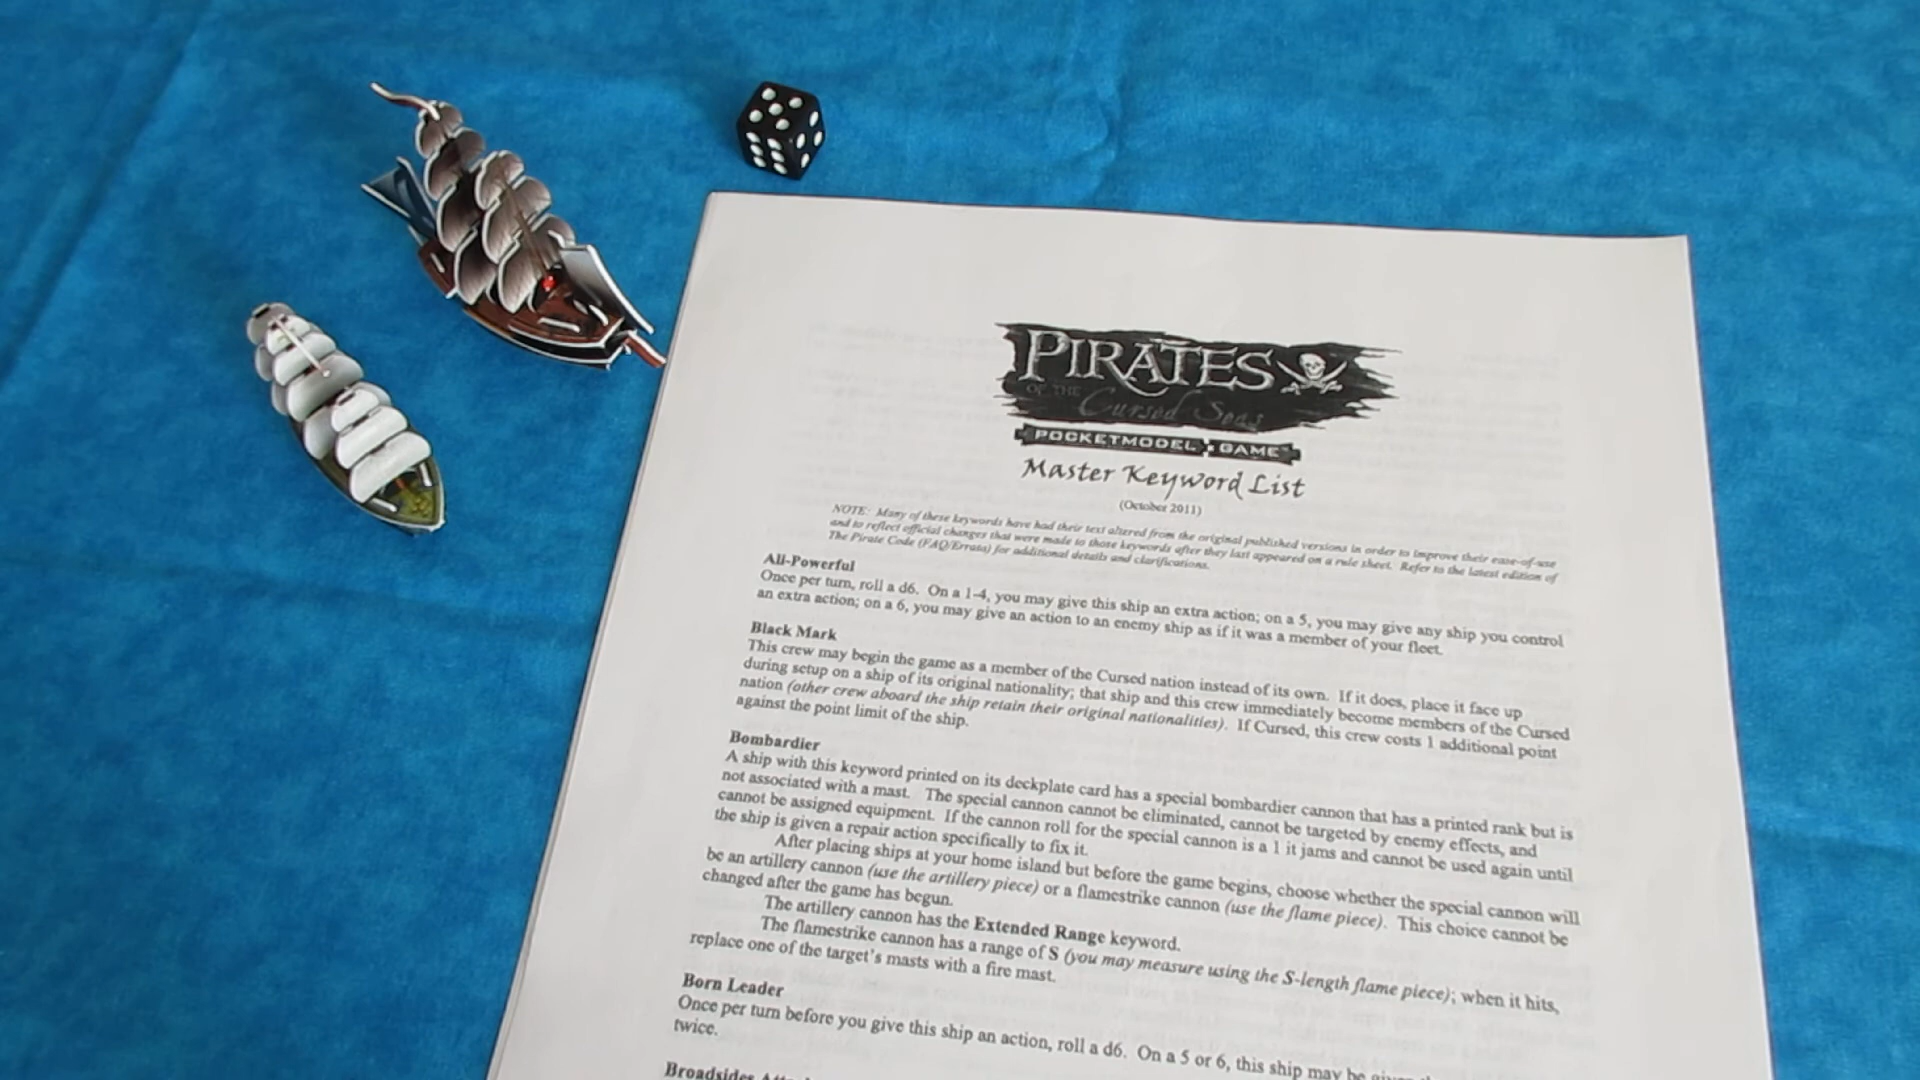 PIRATES
OF THE
Cursed Seas
POCKETMODEL GAME
Master Keyword List
(October 2011)
NOTE: Many of these keywords have had their text altered from the original published versions in order to improve their ease-of-use
and to reflect official changes that were made to those keywords after they last appeared on a rule sheet. Refer to the latest edition of
The Pirate Code (FAQ/Errata) for additional details and clarifications.
All-Powerful
Once per turn, roll a d6. On a 1-4, you may give this ship an extra action; on a 5, you may give any ship you control
an extra action; on a 6, you may give an action to an enemy ship as if it was a member of your fleet.
Black Mark
This crew may begin the game as a member of the Cursed nation instead of its own. If it does, place it face up
during setup on a ship of its original nationality; that ship and this crew immediately become members of the Cursed
nation (other crew aboard the ship retain their original nationalities). If Cursed, this crew costs 1 additional point
against the point limit of the ship.
Bombardier
A ship with this keyword printed on its deckplate card has a special bombardier cannon that has a printed rank but is
not associated with a mast. The special cannon cannot be eliminated, cannot be targeted by enemy effects, and
cannot be assigned equipment. If the cannon roll for the special cannon is a 1 it jams and cannot be used again until
the ship is given a repair action specifically to fix it.
After placing ships at your home island but before the game begins, choose whether the special cannon will
be an artillery cannon (use the artillery piece) or a flamestrike cannon (use the flame piece). This choice cannot be
changed after the game has begun.
The artillery cannon has the Extended Range keyword.
The flamestrike cannon has a range of S (you may measure using the S-length flame piece); when it hits,
replace one of the target's masts with a fire mast.
Born Leader
Once per turn before you give this ship an action, roll a d6. On a 5 or 6, this ship may be
twice.
Broadsides